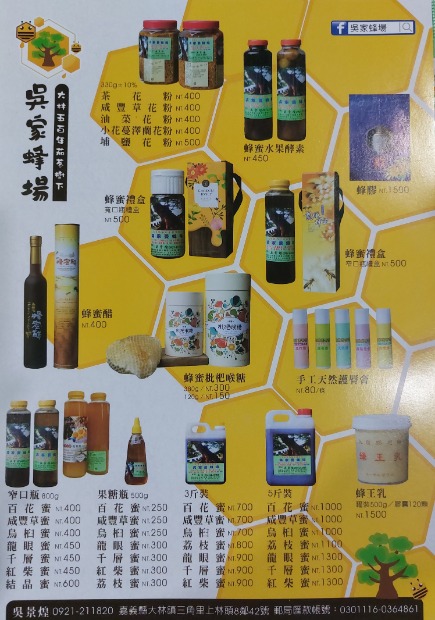 吳家蜂場
吳家蜂場
大林五百年茄苳樹下
330g±10%
茶花粉 NT.400
咸豐草花粉 NT.400
油菜花粉 NT.400
小花蔓澤蘭花粉 NT.400
埔鹽花粉 NT.500
蜂蜜水果酵素
NT.450
蜂膠 NT.1500
蜂蜜禮盒
寬口瓶禮盒
NT.500
蜂蜜禮盒
窄口瓶禮盒 NT.500
蜂蜜醋
NT.400
蜂蜜枇杷喉糖
380g / NT.300
120g / NT.150
手工天然護唇膏
NT.80/條
窄口瓶 800g
百花蜜 NT.400
咸豐草蜜 NT.400
烏桕蜜 NT.400
龍眼蜜 NT.450
千層蜜 NT.450
紅柴蜜 NT.450
結晶蜜 NT.600
果糖瓶 500g
百花蜜 NT.250
咸豐草蜜 NT.250
烏桕蜜 NT.250
龍眼蜜 NT.300
千層蜜 NT.300
紅柴蜜 NT.300
荔枝蜜 NT.300
3斤裝
百花蜜 NT.700
咸豐草蜜 NT.700
烏桕蜜 NT.700
荔枝蜜 NT.800
龍眼蜜 NT.900
千層蜜 NT.900
紅柴蜜 NT.900
5斤裝
百花蜜 NT.1000
咸豐草蜜 NT.1000
烏桕蜜 NT.1000
荔枝蜜 NT.1100
龍眼蜜 NT.1300
千層蜜 NT.1300
紅柴蜜 NT.1300
蜂王乳
蜂王乳
罐裝500g／膠囊120顆
NT.1500
吳景煌 0921-211820 嘉義縣大林鎮三角里上林頭8鄰42號 郵局匯款帳號：0301116-0364861